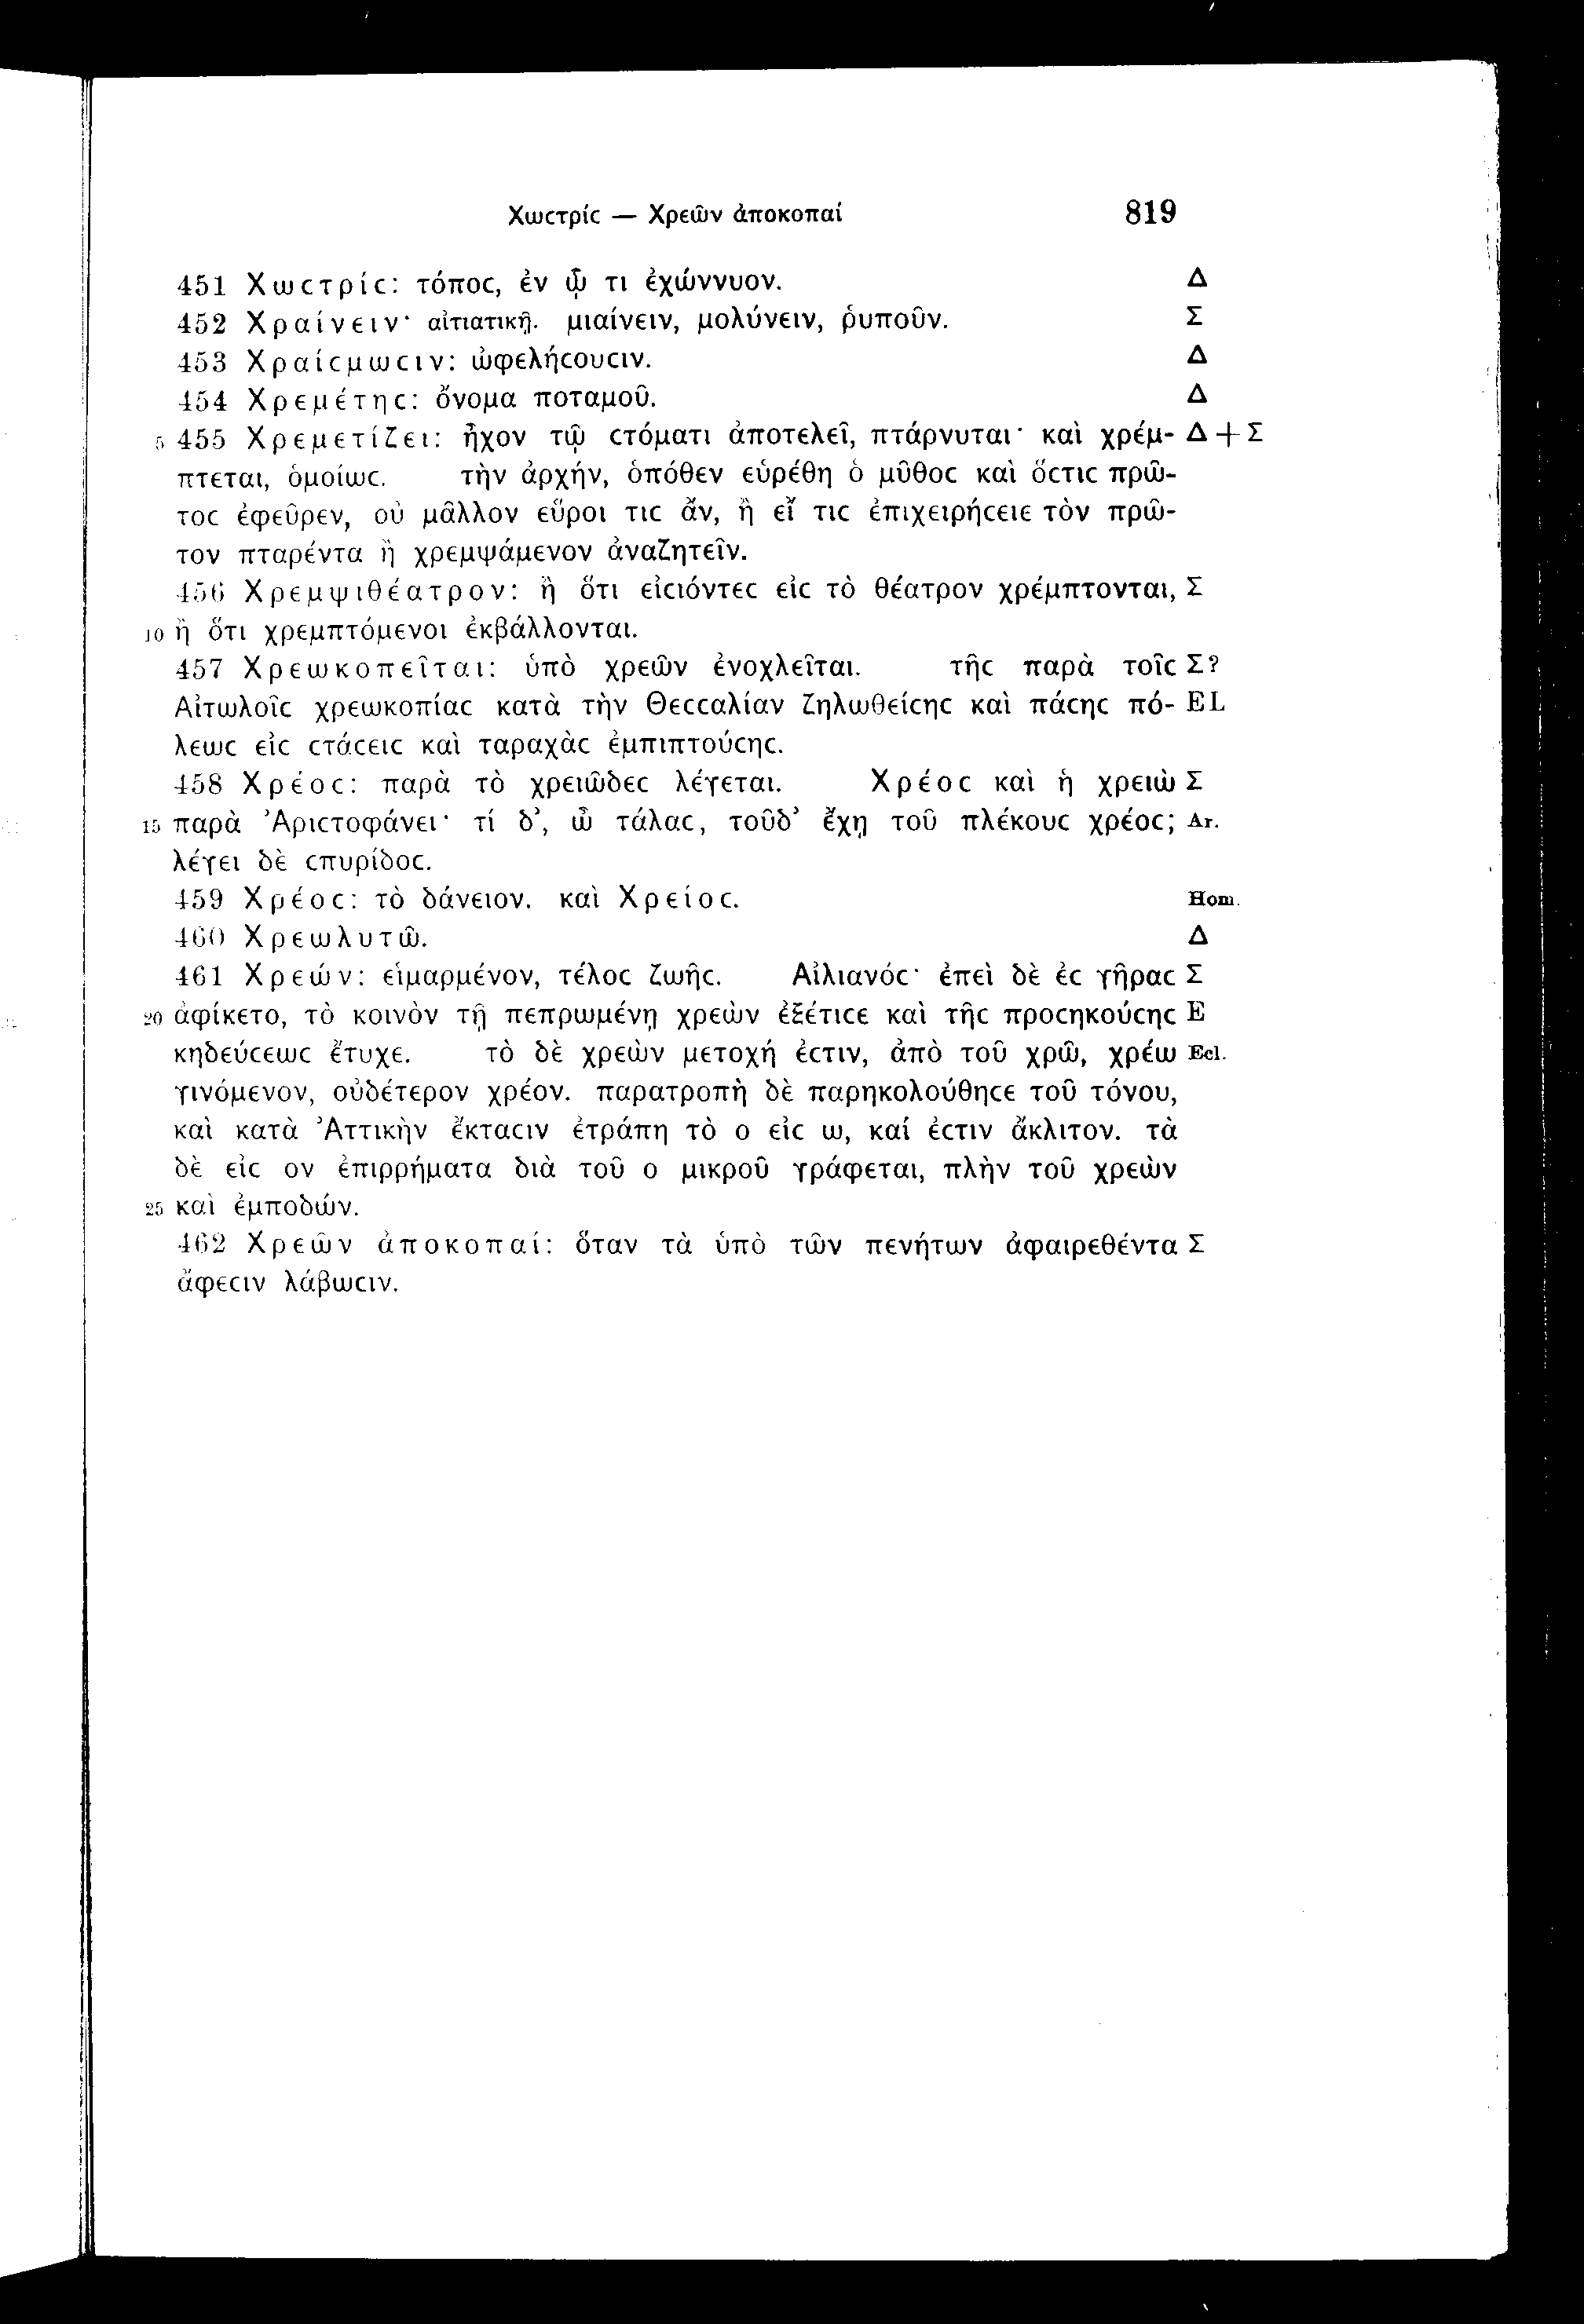 Χωϲτρίϲ — Χρεῶν ἀποκοπαί 819
451 Χωϲτρίϲ: τόποϲ, ἐν ᾧ τι ἐχώννυον. Δ
452 Χραίνειν· αἰτιατικῇ. μιαίνειν, μολύνειν, ῥυποῦν. Σ
453 Χραίϲμωϲιν: ὠφελήϲουϲιν. Δ
454 Χρεμέτηϲ: ὄνομα ποταμοῦ. Δ
5 455 Χρεμετίζει: ἦχον τῷ ϲτόματι ἀποτελεῖ, πτάρνυται· καὶ χρέμ- Δ+Σ
πτεται, ὁμοίωϲ. τὴν ἀρχήν, ὁπόθεν εὑρέθη ὁ μῦθοϲ καὶ ὅϲτιϲ πρῶ-
τοϲ ἐφεῦρεν, οὐ μᾶλλον εὕροι τιϲ ἄν, ἢ εἴ τιϲ ἐπιχειρήϲειε τὸν πρῶ-
τον πταρέντα ἢ χρεμψάμενον ἀναζητεῖν.
456 Χρεμψιθέατρον: ἢ ὅτι εἰϲιόντεϲ εἰϲ τὸ θέατρον χρέμπτονται, Σ
10 ἢ ὅτι χρεμπτόμενοι ἐκβάλλονται.
457 Χρεωκοπεῖται: ὑπὸ χρεῶν ἐνοχλεῖται. τῆϲ παρὰ τοῖϲ Σ?
Αἰτωλοῖϲ χρεωκοπίαϲ κατὰ τὴν Θεϲϲαλίαν ζηλωθείϲηϲ καὶ πάϲηϲ πό- EL
λεωϲ εἰϲ ϲτάϲειϲ καὶ ταραχὰϲ ἐμπιπτούϲηϲ.
458 Χρέοϲ: παρὰ τὸ χρειῶδεϲ λέγεται. Χρέοϲ καὶ ἡ χρειὼ Σ
15 παρὰ Ἀριϲτοφάνει· τί δ’, ὦ τάλαϲ, τοῦδ’ ἔχῃ τοῦ πλέκουϲ χρέοϲ; Ar.
λέγει δὲ ϲπυρίδοϲ.
459 Χρέοϲ: τὸ δάνειον. καὶ Χρείοϲ. Hom.
460 Χρεωλυτῶ. Δ
461 Χρεών: εἱμαρμένον, τέλοϲ ζωῆϲ. Αἰλιανόϲ· ἐπεὶ δὲ ἐϲ γῆραϲ Σ
20 ἀφίκετο, τὸ κοινὸν τῇ πεπρωμένῃ χρεὼν ἐξέτιϲε καὶ τῆϲ προϲηκούϲηϲ E
κηδεύϲεωϲ ἔτυχε. τὸ δὲ χρεὼν μετοχή ἐϲτιν, ἀπὸ τοῦ χρῶ, χρέω Ecl.
γινόμενον, οὐδέτερον χρέον. παρατροπὴ δὲ παρηκολούθηϲε τοῦ τόνου,
καὶ κατὰ Ἀττικὴν ἔκταϲιν ἐτράπη τὸ ο εἰϲ ω, καί ἐϲτιν ἄκλιτον. τὰ
δὲ εἰϲ ον ἐπιρρήματα διὰ τοῦ ο μικροῦ γράφεται, πλὴν τοῦ χρεὼν
25 καὶ ἐμποδών.
462 Χρεῶν ἀποκοπαί: ὅταν τὰ ὑπὸ τῶν πενήτων ἀφαιρεθέντα Σ
ἄφεϲιν λάβωϲιν.